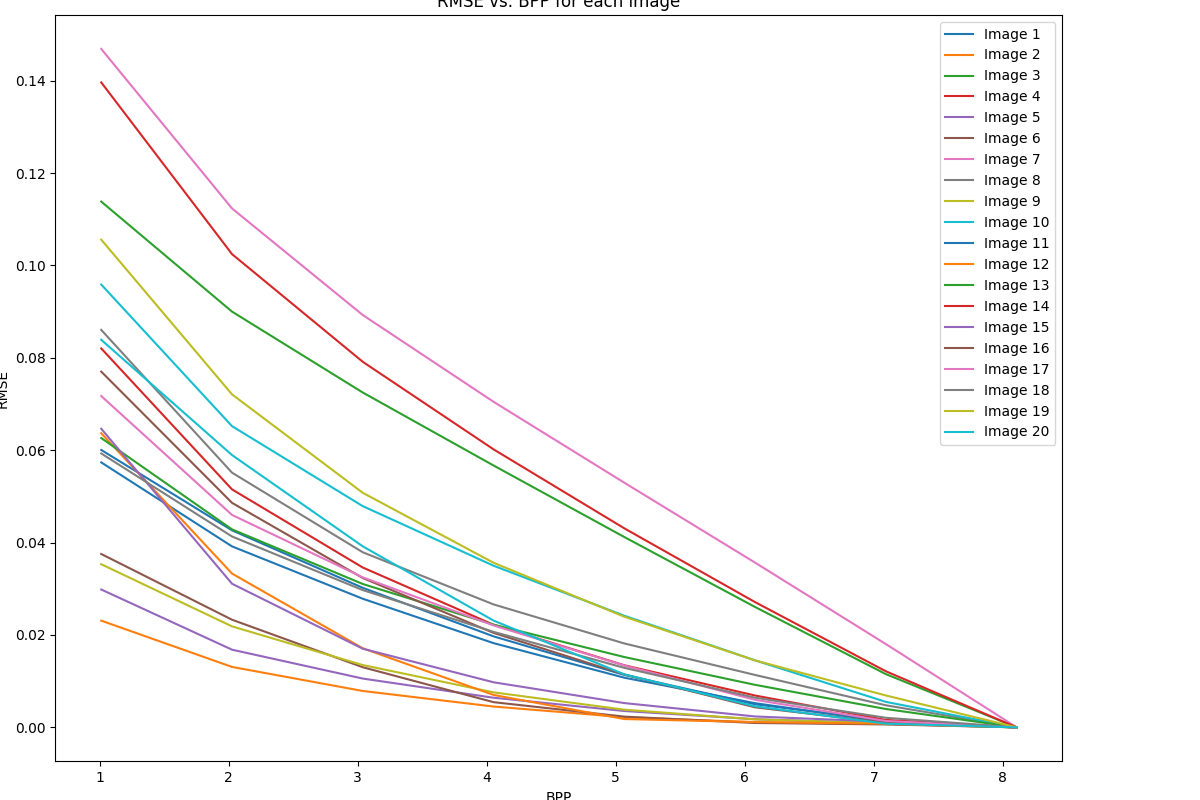 RMSE vs. BPP for each image
0.14
0.12
0.10
0.08
0.06
0.04
0.02
0.00
RMSE
1 2 3 4 5 6 7 8
BPP
Image 1
Image 2
Image 3
Image 4
Image 5
Image 6
Image 7
Image 8
Image 9
Image 10
Image 11
Image 12
Image 13
Image 14
Image 15
Image 16
Image 17
Image 18
Image 19
Image 20